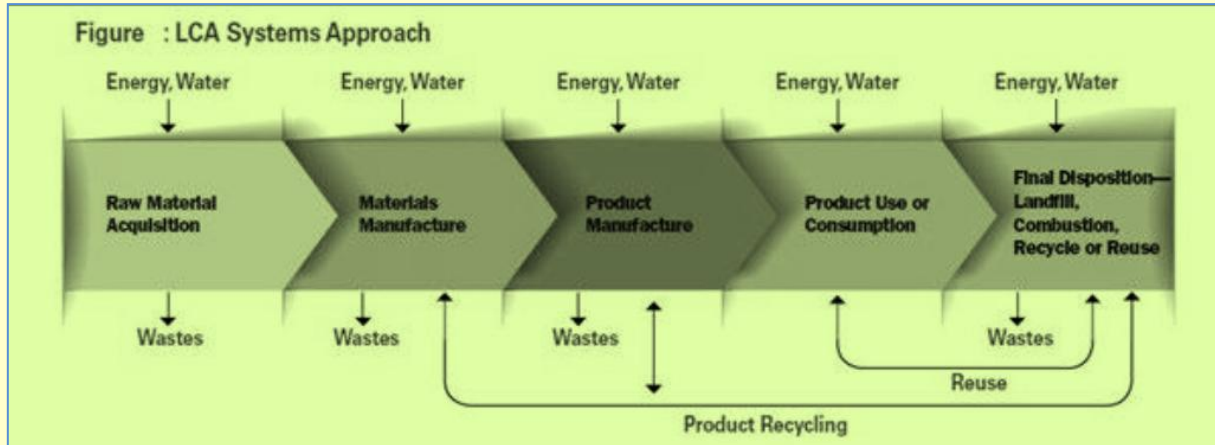 Figure : LCA Systems Approach
Energy, Water
Energy, Water
Energy, Water
Energy, Water
Energy, Water
Raw Material
Acquisition
Materials
Manufacture
Product
Manufacture
Product Use or
Consumption
Final Disposition—
Landfill,
Combustion,
Recycle or Reuse
Wastes
Wastes
Wastes
Wastes
Reuse
Product Recycling